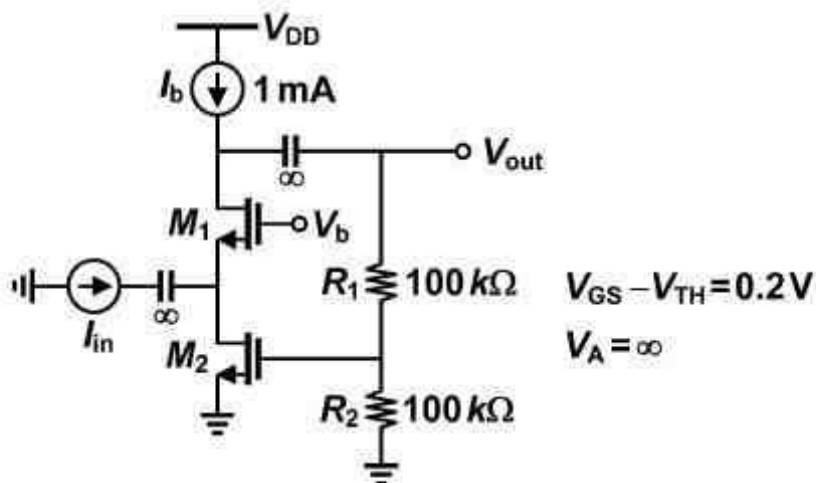 V_DD
I_b 1 mA
∞
V_out
M_1
V_b
R_1 100 kΩ
V_GS – V_TH = 0.2 V
∞
I_in
M_2
V_A = ∞
R_2 100 kΩ